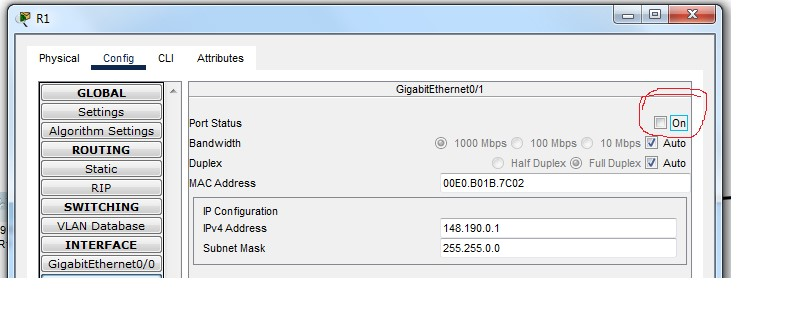 R1
Physical Config CLI Attributes
GLOBAL
Settings
Algorithm Settings
ROUTING
Static
RIP
SWITCHING
VLAN Database
INTERFACE
GigabitEthernet0/0
GigabitEthernet0/1
Port Status On
Bandwidth 1000 Mbps 100 Mbps 10 Mbps Auto
Duplex Half Duplex Full Duplex Auto
MAC Address 00E0.B01B.7C02
IP Configuration
IPv4 Address 148.190.0.1
Subnet Mask 255.255.0.0